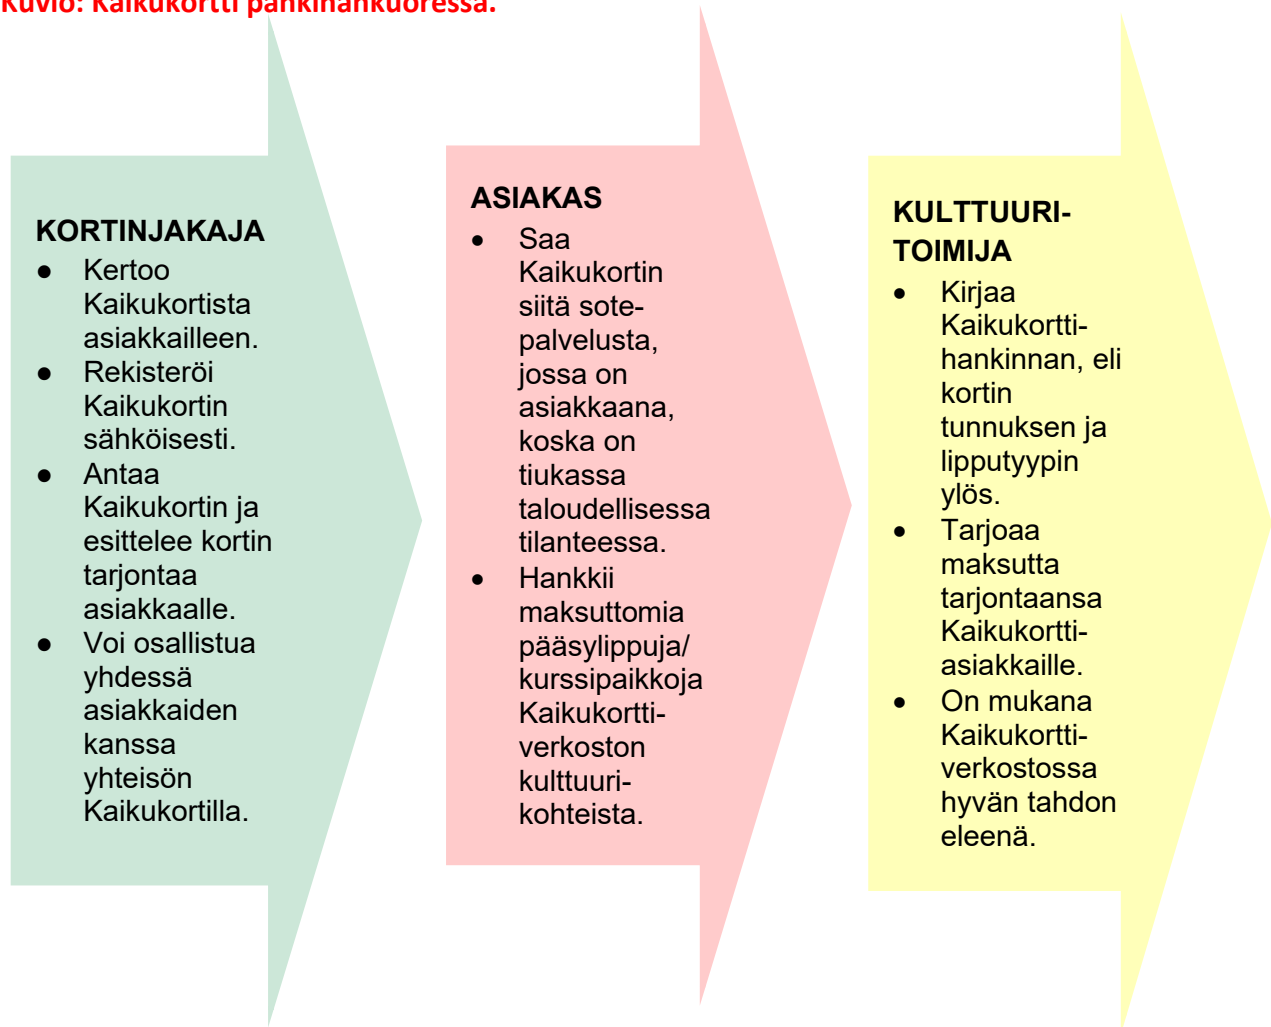 Kuvio: Kaikukortti pähkinänkuoressa.
KORTINJAKAJA
● Kertoo
Kaikukortista
asiakkailleen.
● Rekisteröi
Kaikukortin
sähköisesti.
● Antaa
Kaikukortin ja
esittelee kortin
tarjontaa
asiakkaalle.
● Voi osallistua
yhdessä
asiakkaiden
kanssa
yhteisön
Kaikukortilla.
ASIAKAS
• Saa
Kaikukortin
siitä sote-
palvelusta,
jossa on
asiakkaana,
koska on
tiukassa
taloudellisessa
tilanteessa.
• Hankkii
maksuttomia
pääsylippuja/
kurssipaikkoja
Kaikukortti-
verkoston
kulttuuri-
kohteista.
KULTTUURI-
TOIMIJA
• Kirjaa
Kaikukortti-
hankinnan, eli
kortin
tunnuksen ja
lipputyypin
ylös.
• Tarjoaa
maksutta
tarjontaansa
Kaikukortti-
asiakkaille.
• On mukana
Kaikukortti-
verkostossa
hyvän tahdon
eleenä.